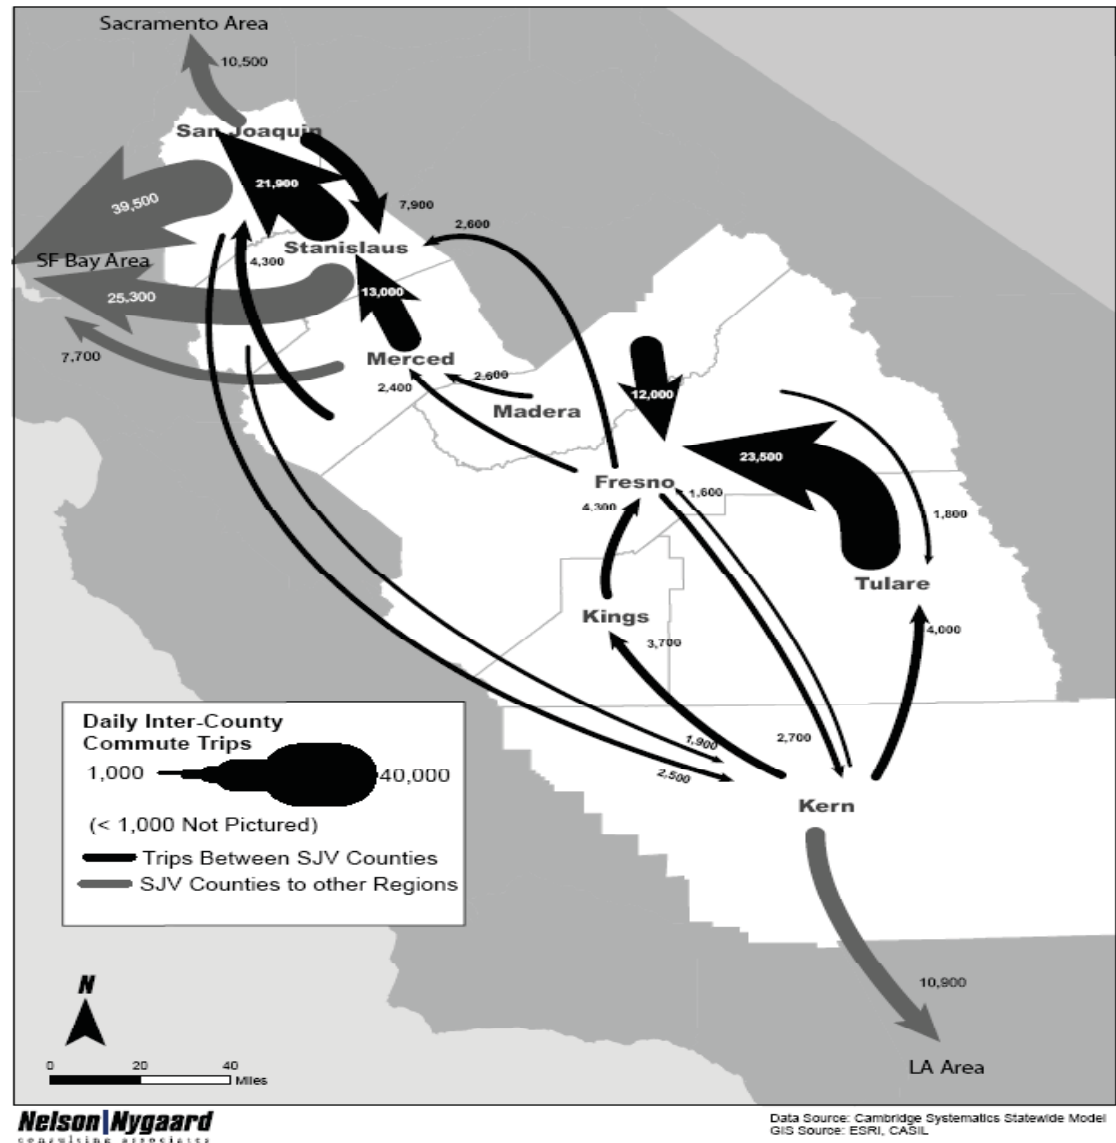 Sacramento Area
10,500
San Joaquin
21,900
39,500
7,900
2,600
Stanislaus
SF Bay Area
4,300
25,300
13,000
7,700
Merced
2,400
2,600
Madera
12,000
23,500
Fresno
1,600
4,300
1,800
Tulare
Kings
3,700
4,000
1,900
2,700
2,500
Kern
10,900
LA Area
Daily Inter-County
Commute Trips
1,000 40,000
(< 1,000 Not Pictured)
Trips Between SJV Counties
SJV Counties to other Regions
N
0 20 40
Miles
Nelson|Nygaard
consulting associates
Data Source: Cambridge Systematics Statewide Model
GIS Source: ESRI, CASIL